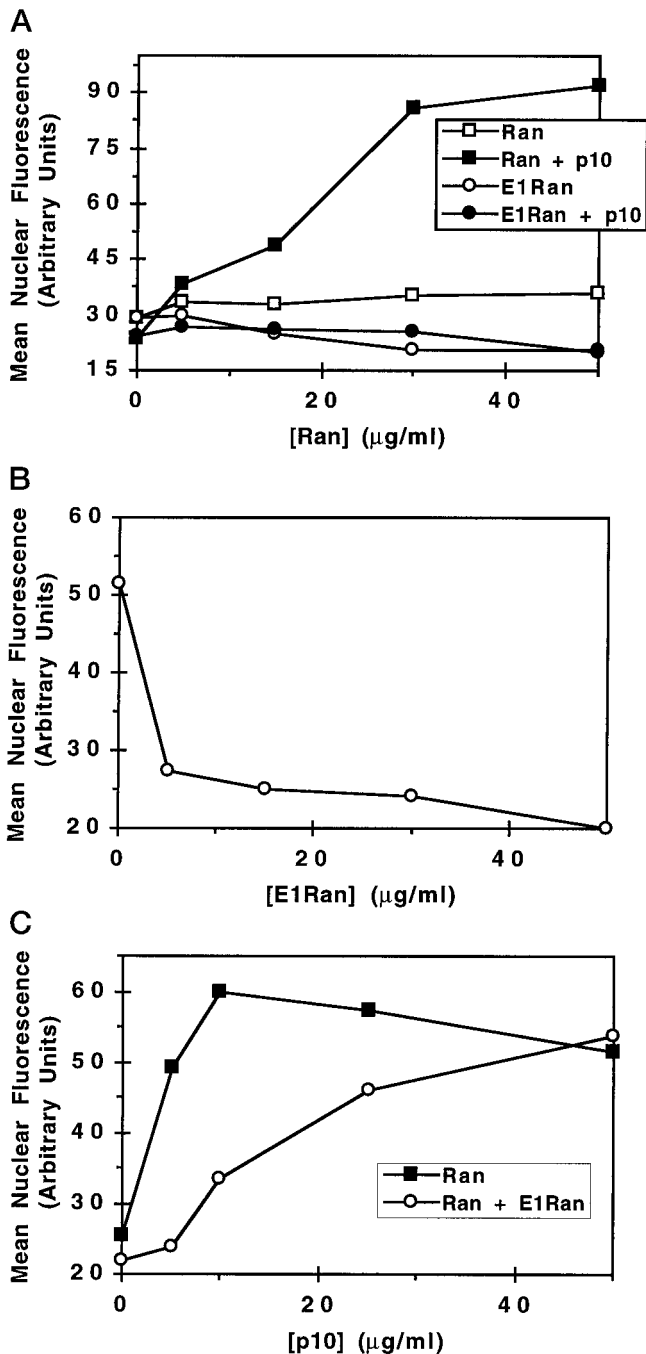 A
Mean Nuclear Fluorescence
(Arbitrary Units)
90
75
60
45
30
15
0
20
40
[Ran] (µg/ml)
Ran
Ran + p10
E1Ran
E1Ran + p10
B
Mean Nuclear Fluorescence
(Arbitrary Units)
60
50
40
30
20
0
20
40
[E1Ran] (µg/ml)
C
Mean Nuclear Fluorescence
(Arbitrary Units)
60
50
40
30
20
0
20
40
[p10] (µg/ml)
Ran
Ran + E1Ran